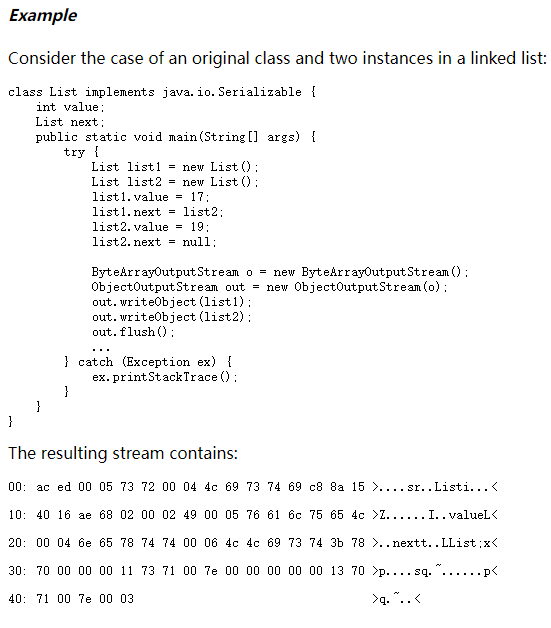 Example
Consider the case of an original class and two instances in a linked list:
class List implements java.io.Serializable {
    int value;
    List next;
    public static void main(String[] args) {
        try {
            List list1 = new List();
            List list2 = new List();
            list1.value = 17;
            list1.next = list2;
            list2.value = 19;
            list2.next = null;

            ByteArrayOutputStream o = new ByteArrayOutputStream();
            ObjectOutputStream out = new ObjectOutputStream(o);
            out.writeObject(list1);
            out.writeObject(list2);
            out.flush();
            ...
        } catch (Exception ex) {
            ex.printStackTrace();
        }
    }
}
The resulting stream contains:
00: ac ed 00 05 73 72 00 04 4c 69 73 74 69 c8 8a 15 >....sr..Listi...<
10: 40 16 ae 68 02 00 02 49 00 05 76 61 6c 75 65 4c >Z......I..valueL<
20: 00 04 6e 65 78 74 74 00 06 4c 4c 69 73 74 3b 78 >..nextt..LList;x<
30: 70 00 00 00 11 73 71 00 7e 00 00 00 00 00 13 70 >p....sq.~......p<
40: 71 00 7e 00 03 >q.~..<